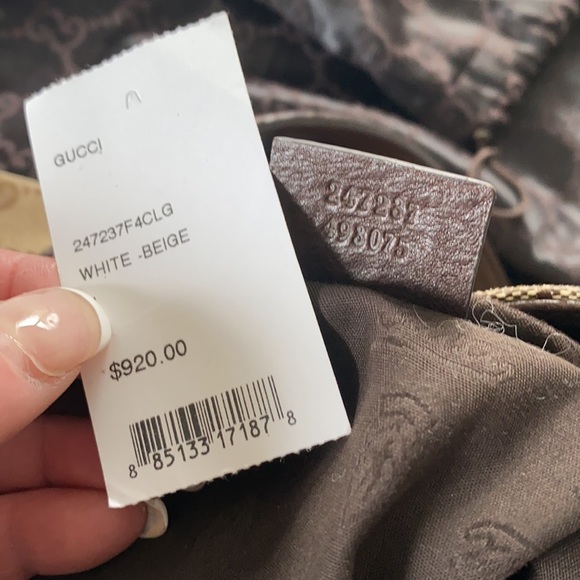 GUCCI
247237F4CLG
WHITE -BEIGE
$920.00
8 85133 17187 8
247237
498075